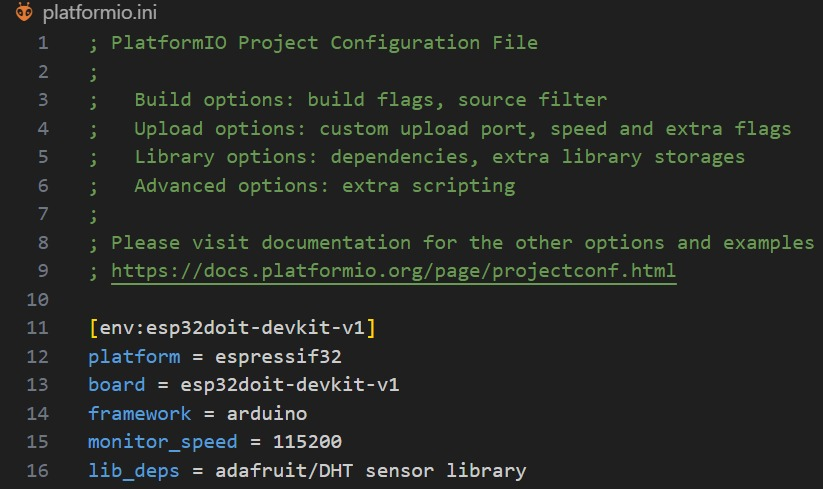 platformio.ini
1 ; PlatformIO Project Configuration File
2 ;
3 ;   Build options: build flags, source filter
4 ;   Upload options: custom upload port, speed and extra flags
5 ;   Library options: dependencies, extra library storages
6 ;   Advanced options: extra scripting
7 ;
8 ; Please visit documentation for the other options and examples
9 ; https://docs.platformio.org/page/projectconf.html
10
11 [env:esp32doit-devkit-v1]
12 platform = espressif32
13 board = esp32doit-devkit-v1
14 framework = arduino
15 monitor_speed = 115200
16 lib_deps = adafruit/DHT sensor library